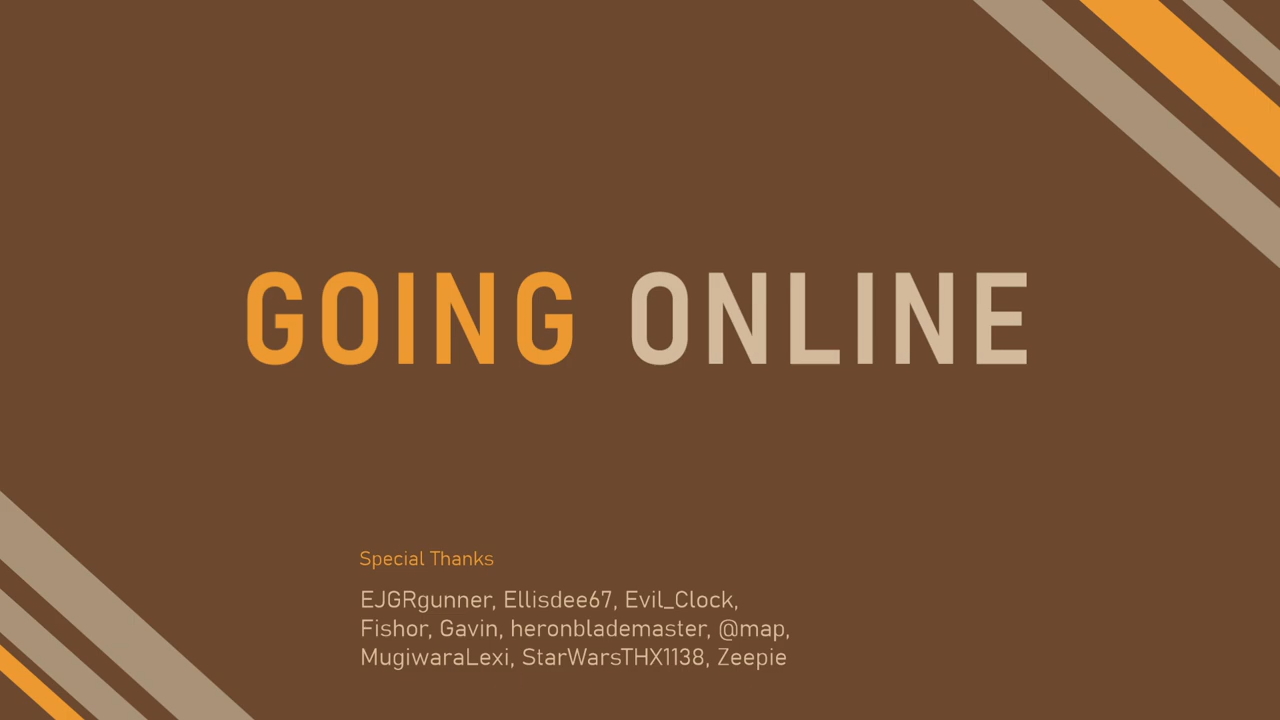 GOING ONLINE
Special Thanks
EJGRgunner, Ellisdee67, Evil_Clock,
Fishor, Gavin, heronblademaster, @map,
MugiwaraLexi, StarWarsTHX1138, Zeepie